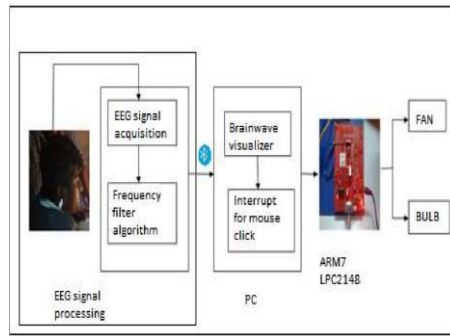 EEG signal
acquisition
Frequency
filter
algorithm
EEG signal
processing
Brainwave
visualizer
Interrupt
for mouse
click
PC
ARM7
LPC2148
FAN
BULB